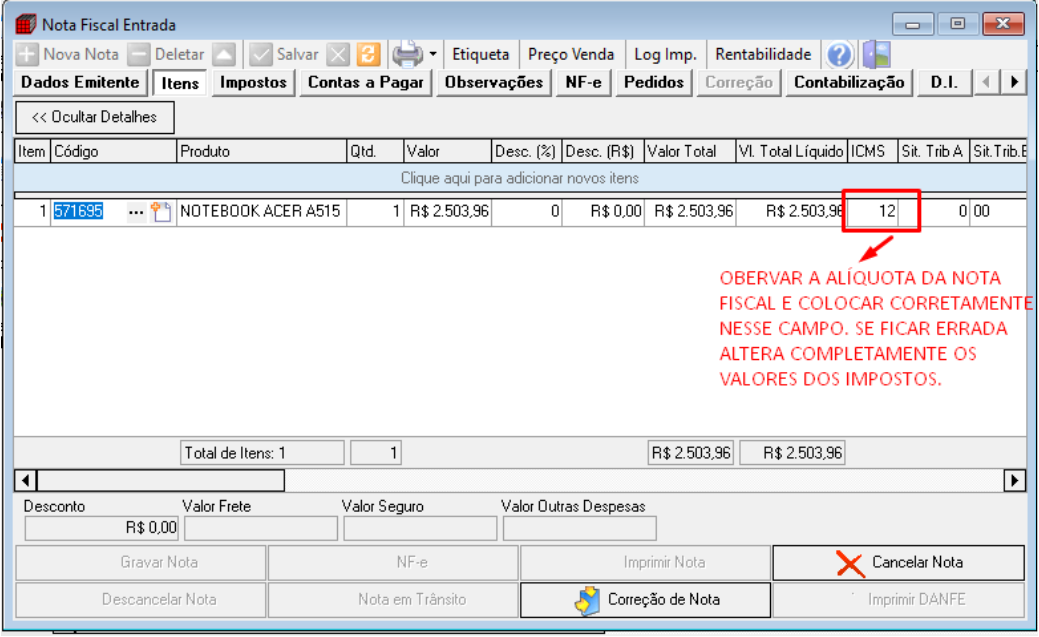 Nota Fiscal Entrada
Nova Nota Deletar Salvar Etiqueta Preço Venda Log Imp. Rentabilidade
Dados Emitente Itens Impostos Contas a Pagar Observações NF-e Pedidos Correção Contabilização D.I.
<< Ocultar Detalhes
Item Código Produto Qtd. Valor Desc. (%) Desc. (R$) Valor Total Vl. Total Líquido ICMS Sit. Trib A Sit.Trib.B
Clique aqui para adicionar novos itens
1 571695 ... NOTEBOOK ACER A515 1 R$ 2.503,96 0 R$ 0,00 R$ 2.503,96 R$ 2.503,96 12 0 00
OBERVAR A ALÍQUOTA DA NOTA
FISCAL E COLOCAR CORRETAMENTE
NESSE CAMPO. SE FICAR ERRADA
ALTERA COMPLETAMENTE OS
VALORES DOS IMPOSTOS.
Total de Itens: 1 1 R$ 2.503,96 R$ 2.503,96
Desconto Valor Frete Valor Seguro Valor Outras Despesas
R$ 0,00
Gravar Nota NF-e Imprimir Nota Cancelar Nota
Descancelar Nota Nota em Trânsito Correção de Nota Imprimir DANFE